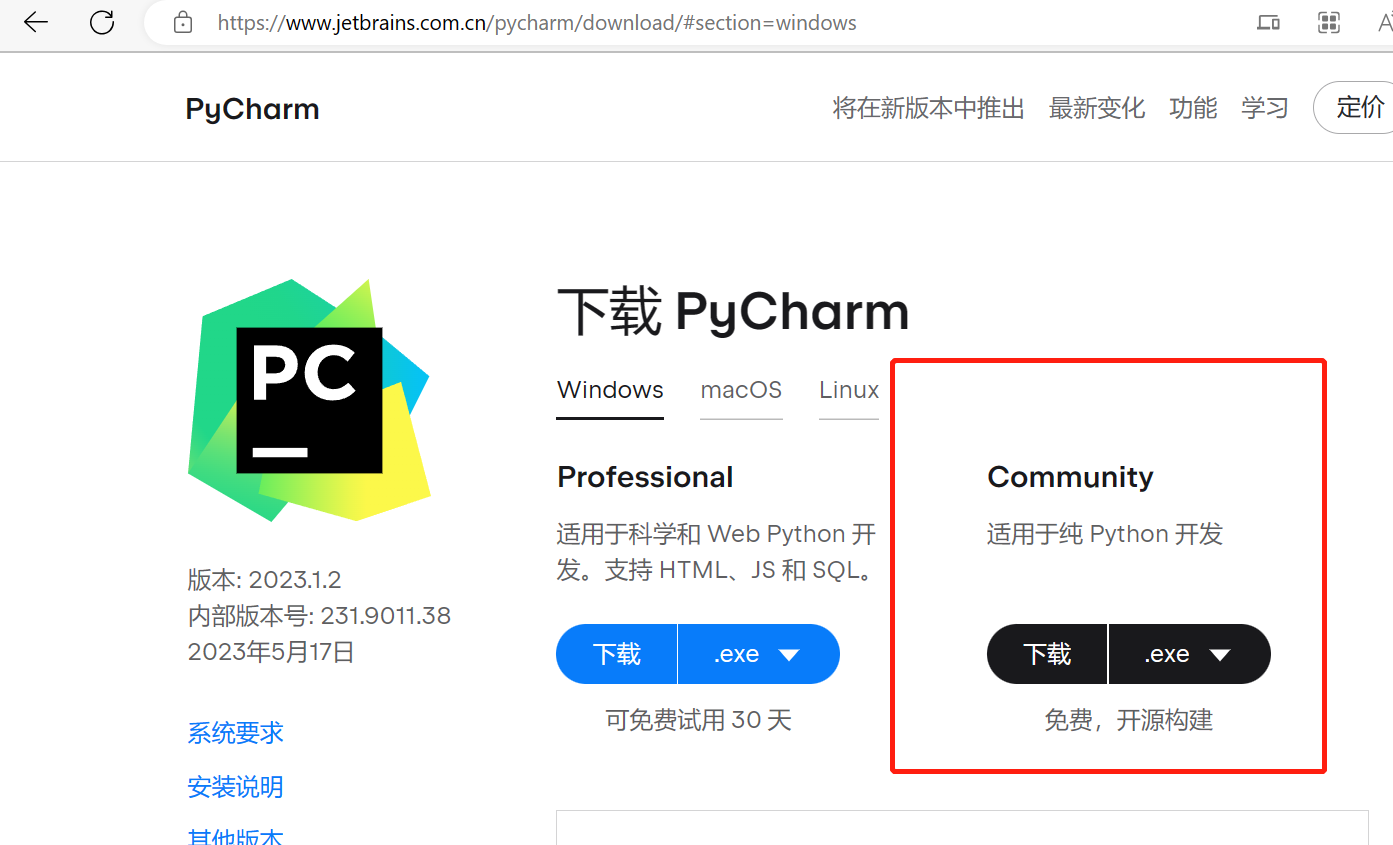 https://www.jetbrains.com.cn/pycharm/download/#section=windows
PyCharm
将在新版本中推出 最新变化 功能 学习 定价
下载 PyCharm
Windows macOS Linux
PC
Professional
适用于科学和 Web Python 开
发。支持 HTML、JS 和 SQL。
下载 .exe
可免费试用 30 天
Community
适用于纯 Python 开发
下载 .exe
免费，开源构建
版本: 2023.1.2
内部版本号: 231.9011.38
2023年5月17日
系统要求
安装说明
其他版本